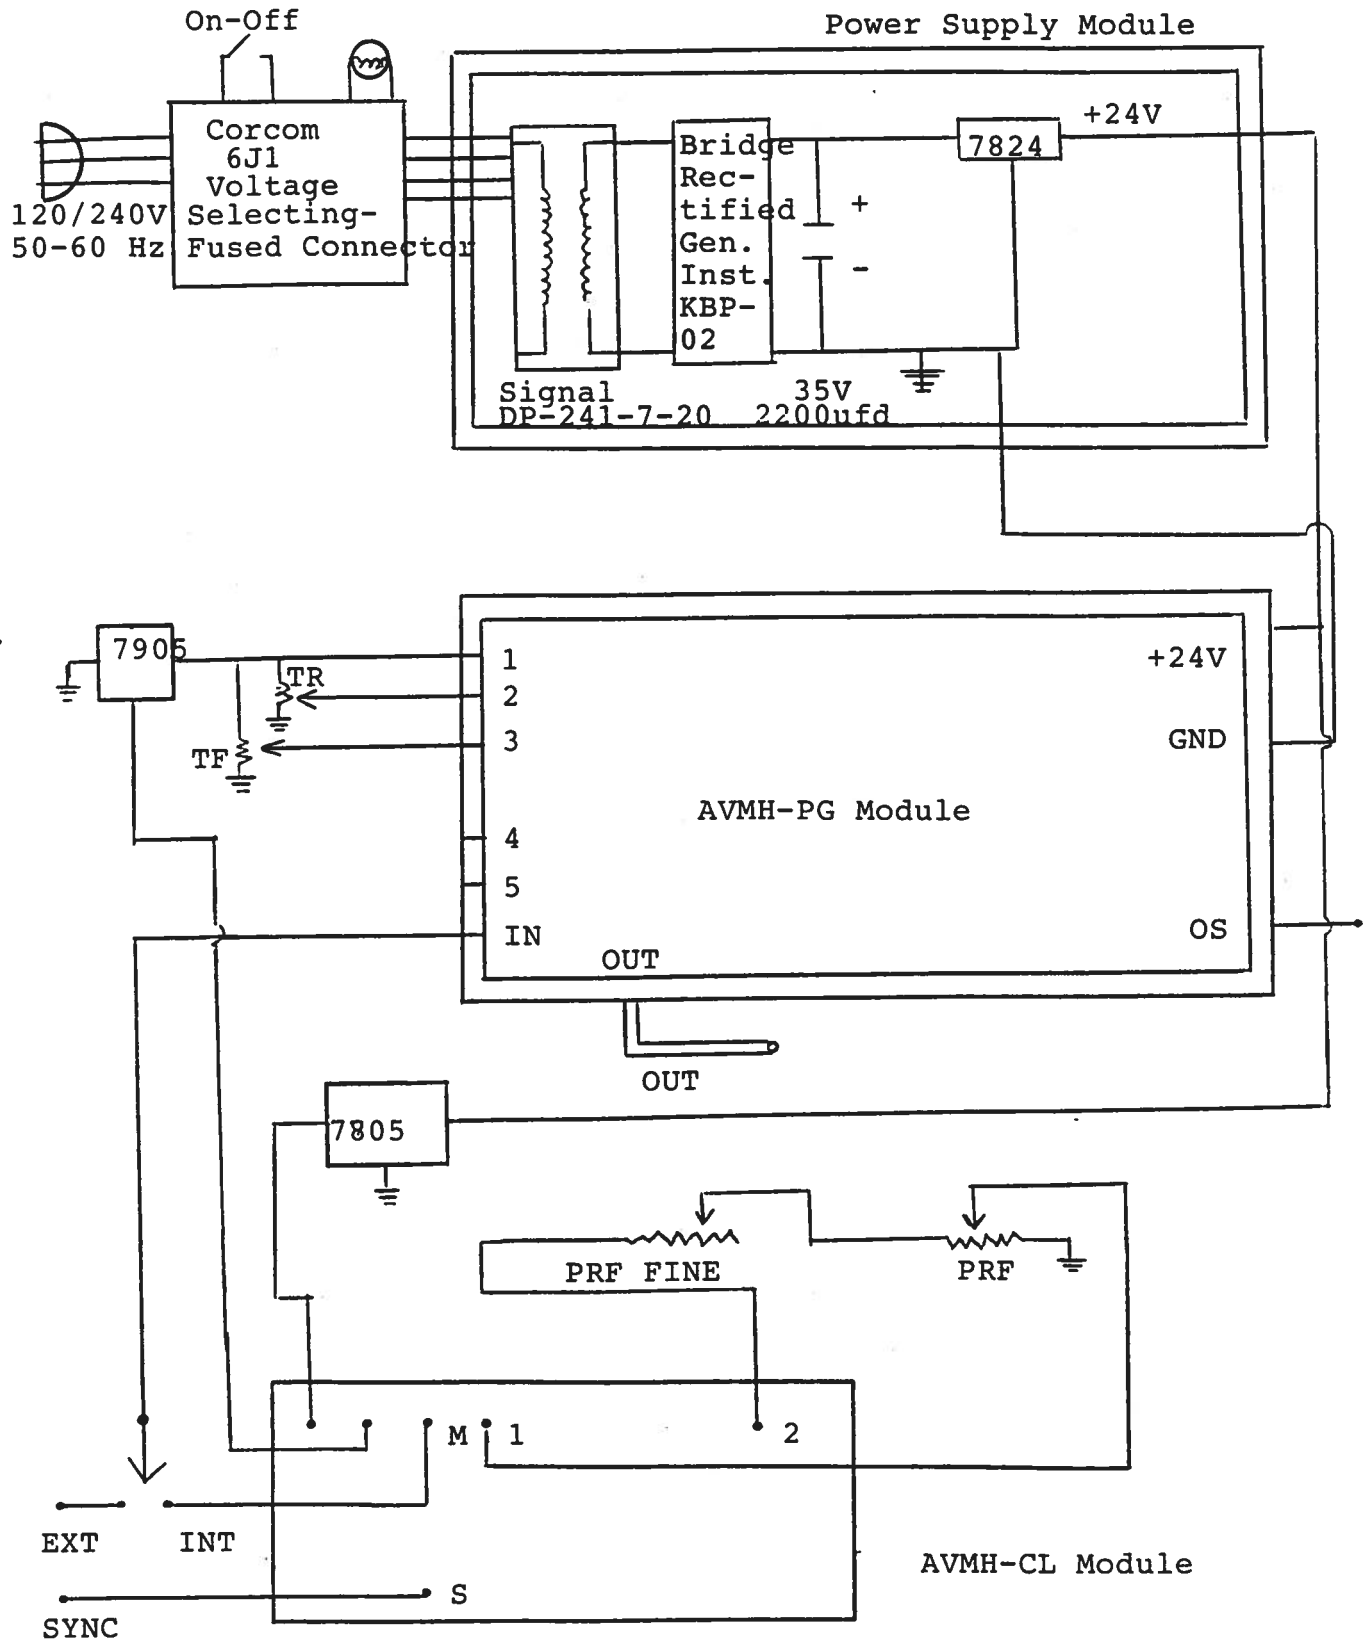 On-Off
Power Supply Module
+24V
Corcom
6J1
Voltage
Selecting-
Fused Connector
120/240V
50-60 Hz
Bridge
Rec-
tified
Gen.
Inst.
KBP-
02
7824
+
-
Signal
DP-241-7-20
35V
2200ufd
7905
TR
TF
1
2
3
4
5
IN
+24V
GND
OS
AVMH-PG Module
OUT
OUT
7805
PRF FINE
PRF
M
1
2
EXT
INT
AVMH-CL Module
S
SYNC